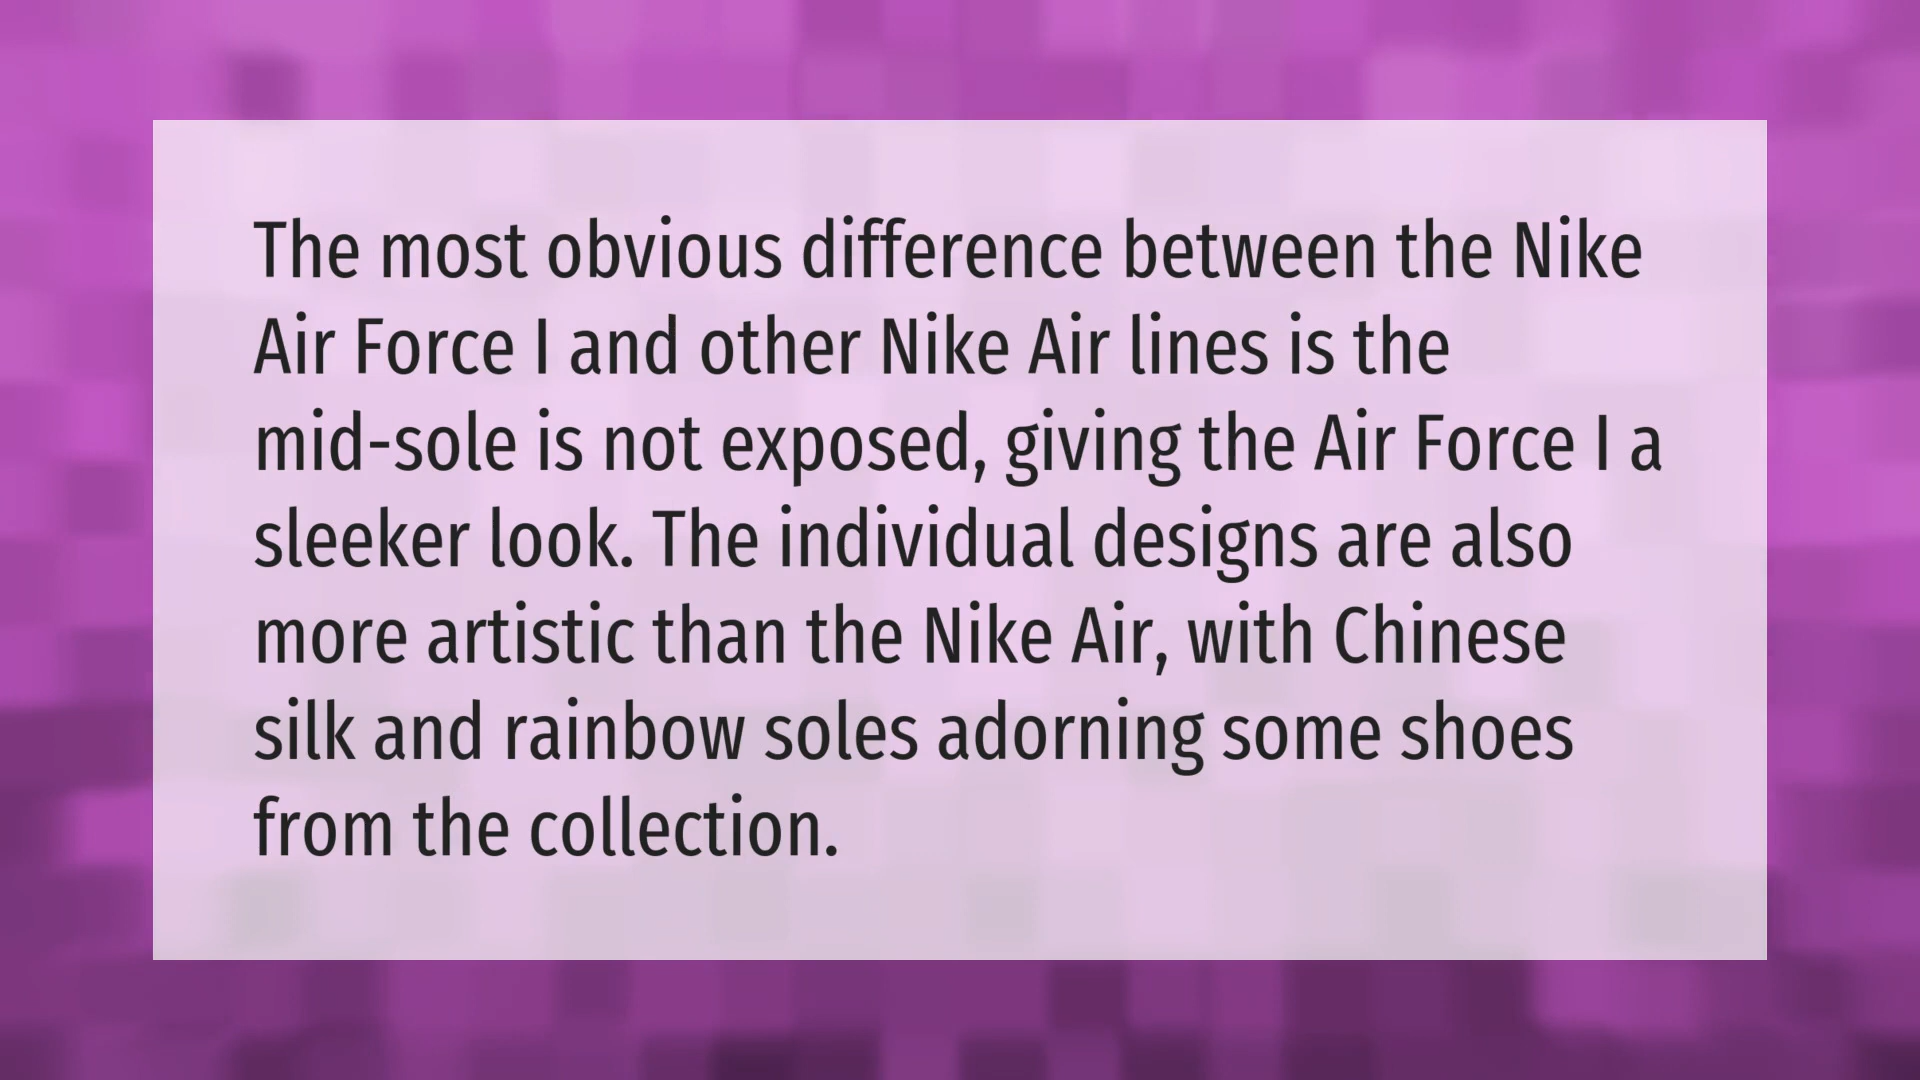 The most obvious difference between the Nike
Air Force I and other Nike Air lines is the
mid-sole is not exposed, giving the Air Force I a
sleeker look. The individual designs are also
more artistic than the Nike Air, with Chinese
silk and rainbow soles adorning some shoes
from the collection.